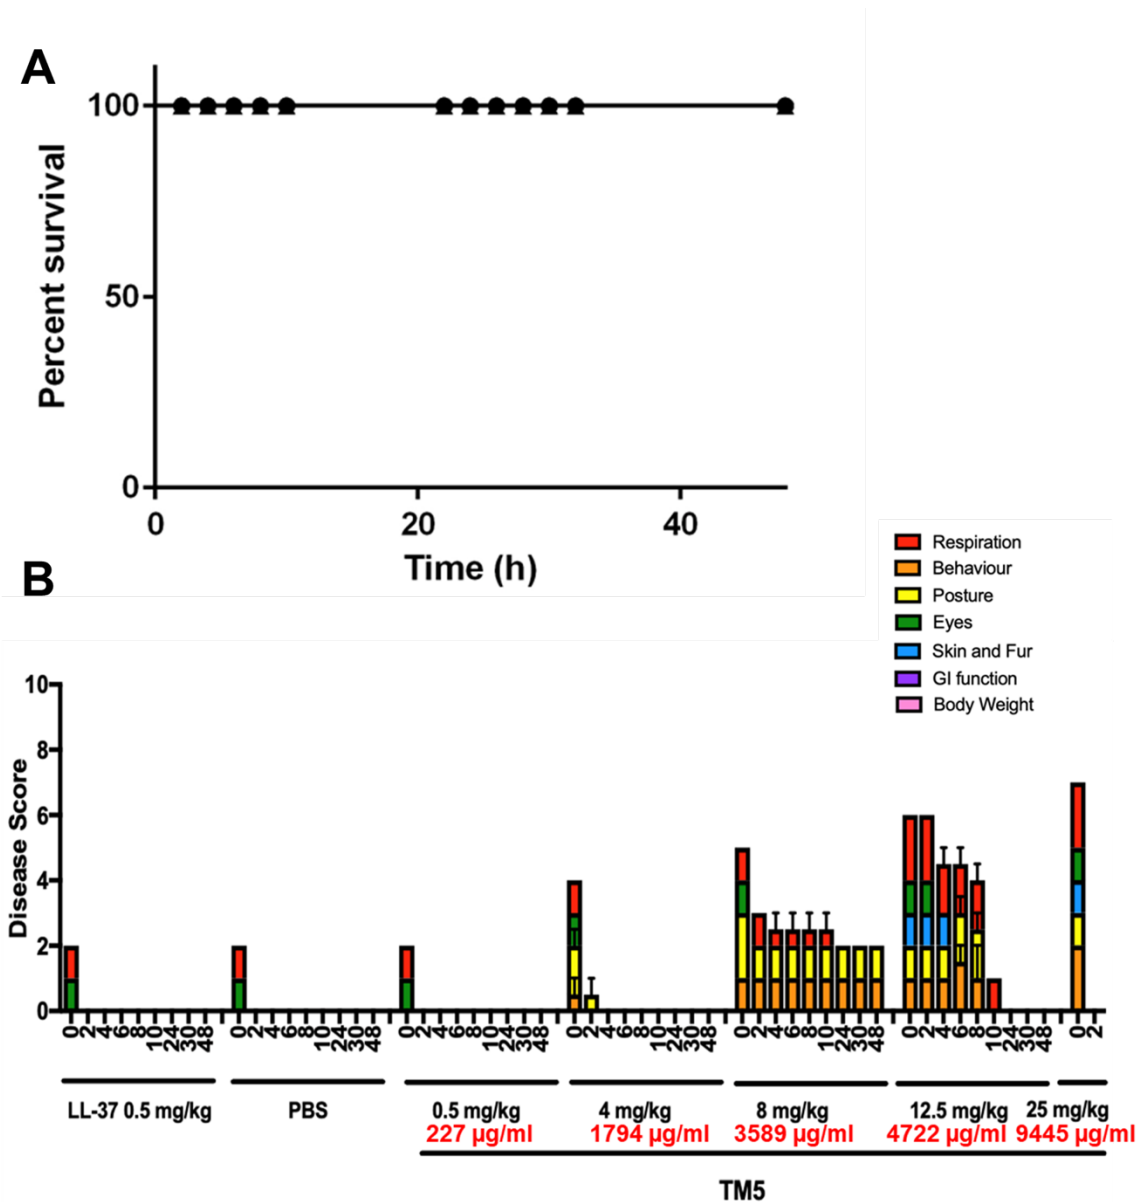 A
100
50
0
Percent survival
0 20 40
Time (h)
B
Respiration
Behaviour
Posture
Eyes
Skin and Fur
GI function
Body Weight
10
8
6
4
2
0
Disease Score
0 2 4 6 8 10 24 30 48 0 2 4 6 8 10 24 30 48 0 2 4 6 8 10 24 30 48 0 2 4 6 8 10 24 30 48 0 2 4 6 8 10 24 30 48 0 2 4 6 8 10 24 30 48 0 2
LL-37 0.5 mg/kg PBS 0.5 mg/kg 4 mg/kg 8 mg/kg 12.5 mg/kg 25 mg/kg
227 µg/ml 1794 µg/ml 3589 µg/ml 4722 µg/ml 9445 µg/ml
TM5